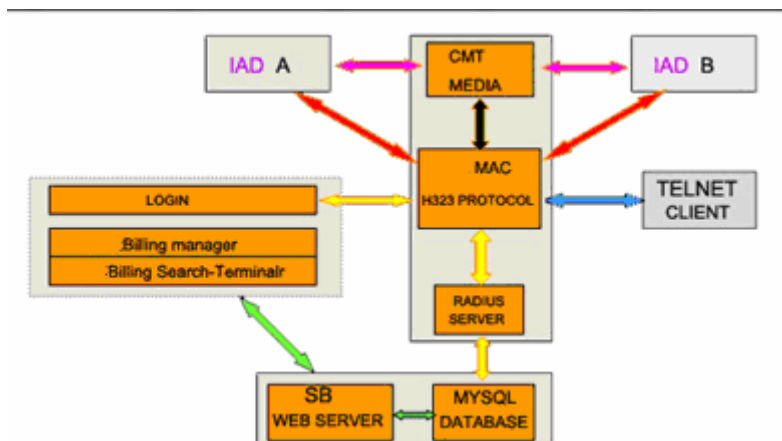 IAD A
CMT
MEDIA
IAD B
MAC
H323 PROTOCOL
LOGIN
TELNET
CLIENT
:Billing manager
:Billing Search-Terminalr
RADIUS
SERVER
SB
WEB SERVER
MYSQL
DATABASE